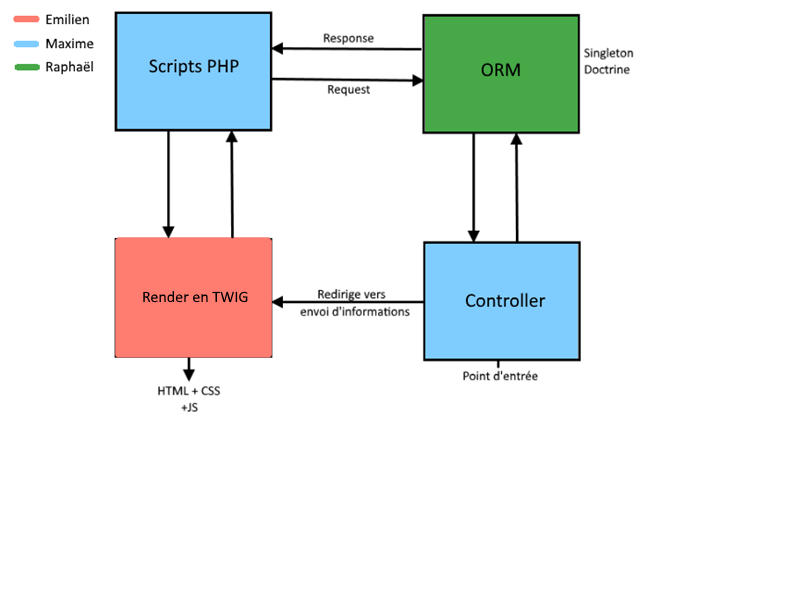 Emilien
Maxime
Raphaël
Scripts PHP
Response
Request
ORM
Singleton
Doctrine
Render en TWIG
Redirige vers
envoi d'informations
Controller
HTML + CSS
+JS
Point d'entrée